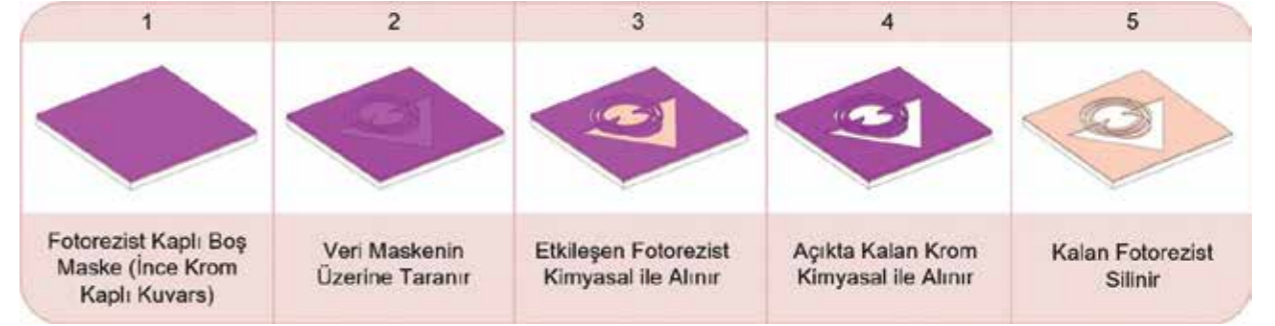 1
2
3
4
5
Fotorezist Kaplı Boş
Maske (İnce Krom
Kaplı Kuvars)
Veri Maskenin
Üzerine Taranır
Etkileşen Fotorezist
Kimyasal ile Alınır
Açıkta Kalan Krom
Kimyasal ile Alınır
Kalan Fotorezist
Silinir